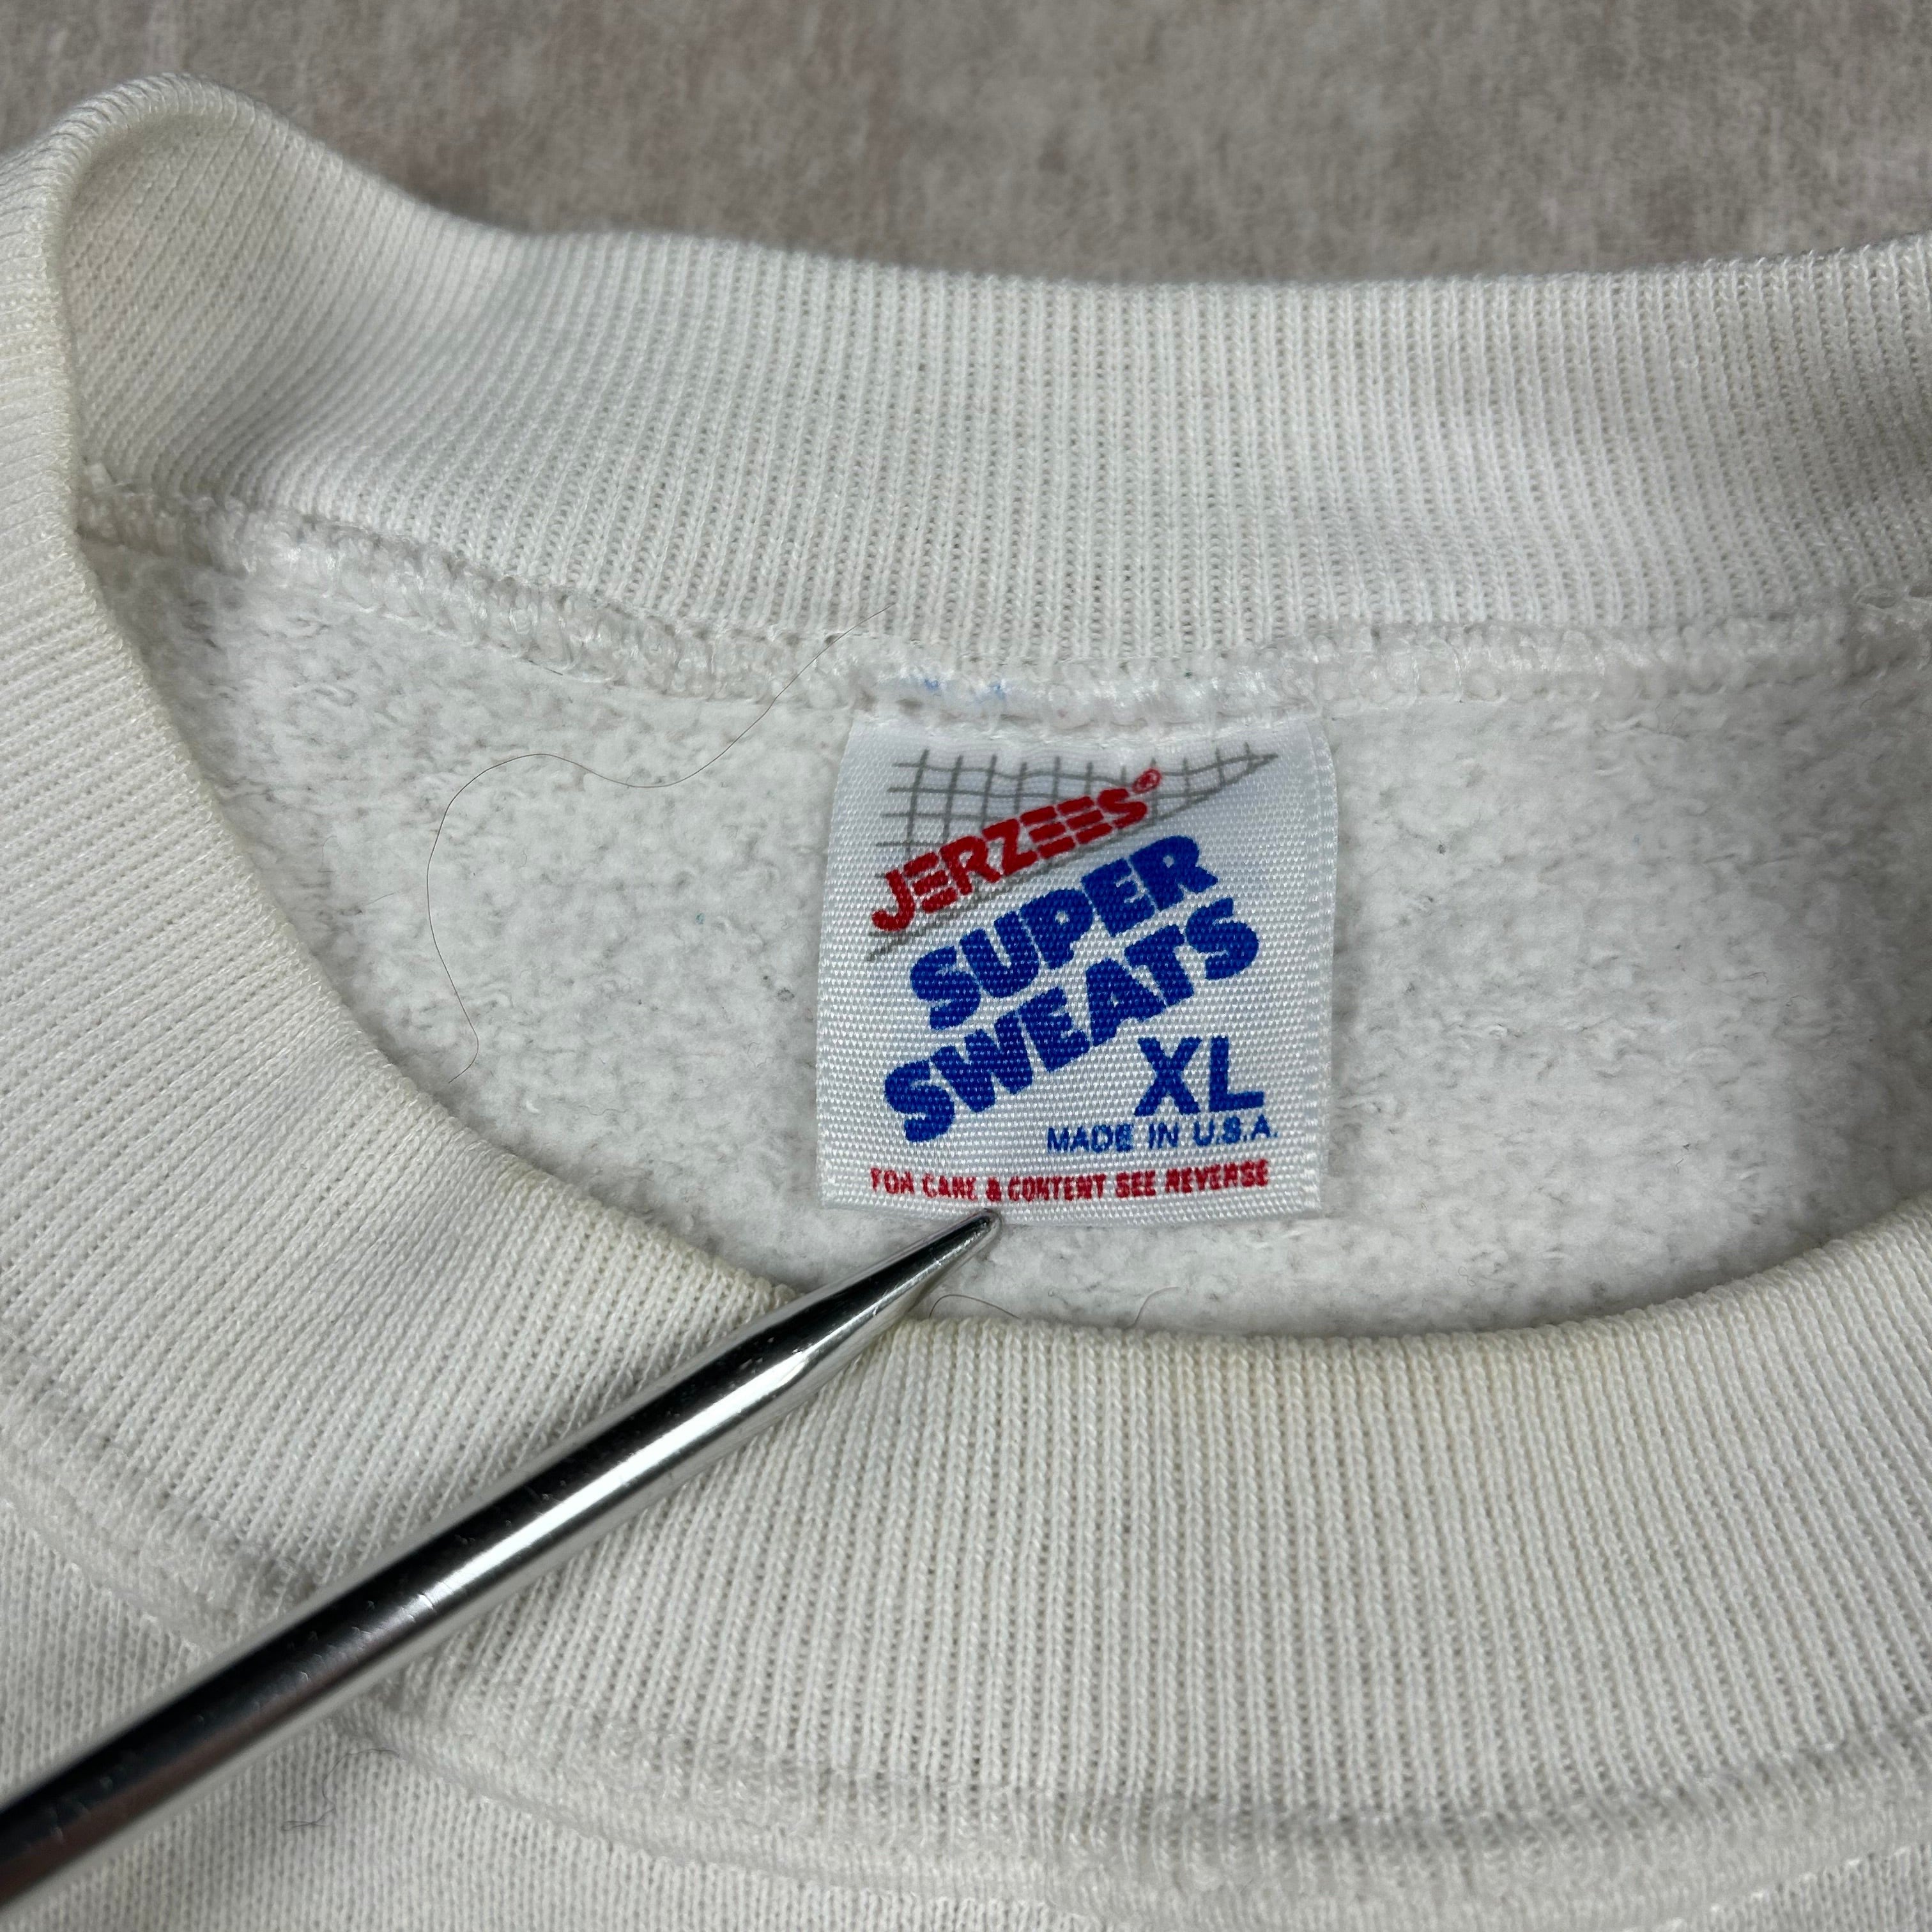 JERZEES®
SUPER
SWEATS
XL
MADE IN U.S.A.
FOR CARE & CONTENT SEE REVERSE